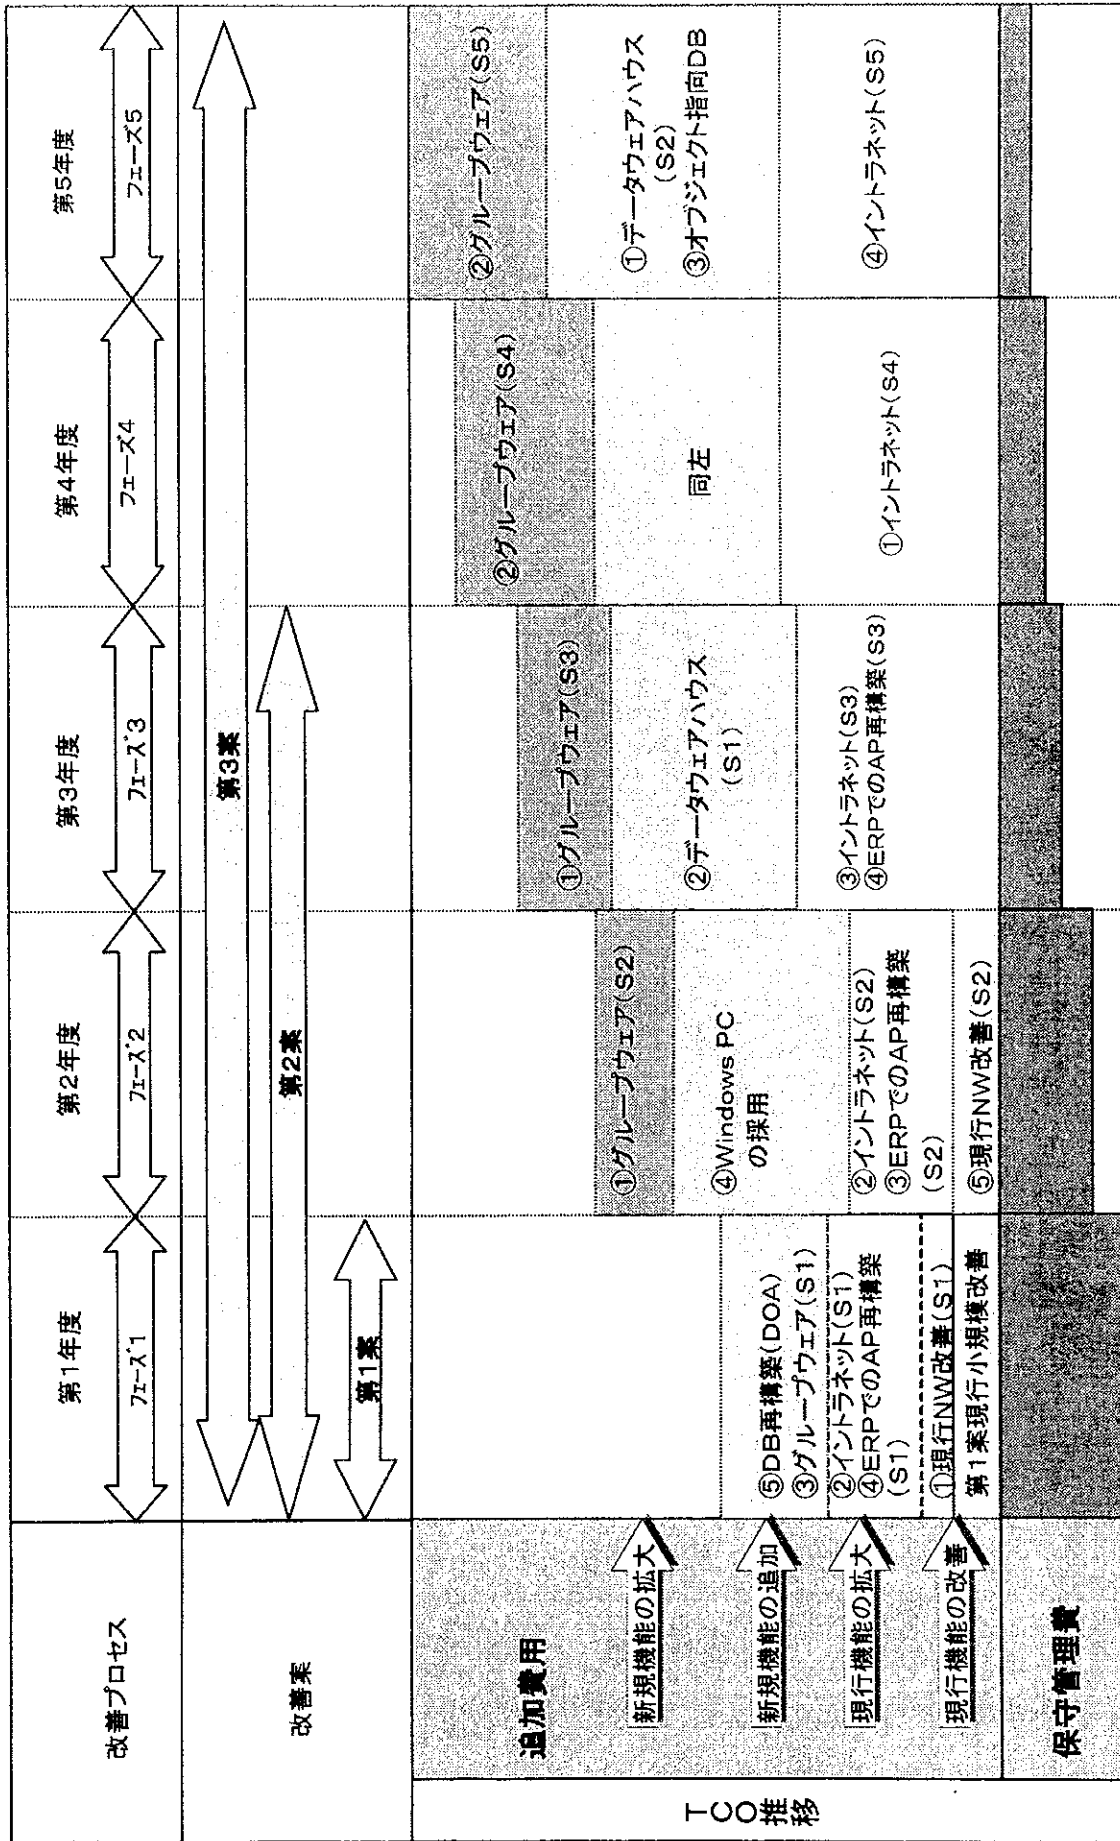 改善プロセス
第1年度
第2年度
第3年度
第4年度
第5年度
フェーズ1
フェーズ2
フェーズ3
フェーズ4
フェーズ5
改善案
第3案
第2案
第1案
TCO推移
追加費用
新規機能の拡大
新規機能の追加
現行機能の拡大
現行機能の改善
⑤DB再構築(DOA)
③グループウェア(S1)
②イントラネット(S1)
④ERPでのAP再構築
(S1)
①現行NW改善(S1)
第1案現行小規模改善
①グループウェア(S2)
④Windows PC
の採用
②イントラネット(S2)
③ERPでのAP再構築
(S2)
⑤現行NW改善(S2)
①グループウェア(S3)
②データウェアハウス
(S1)
③イントラネット(S3)
④ERPでのAP再構築(S3)
②グループウェア(S4)
同左
①イントラネット(S4)
②グループウェア(S5)
①データウェアハウス
(S2)
③オブジェクト指向DB
④イントラネット(S5)
保守管理費